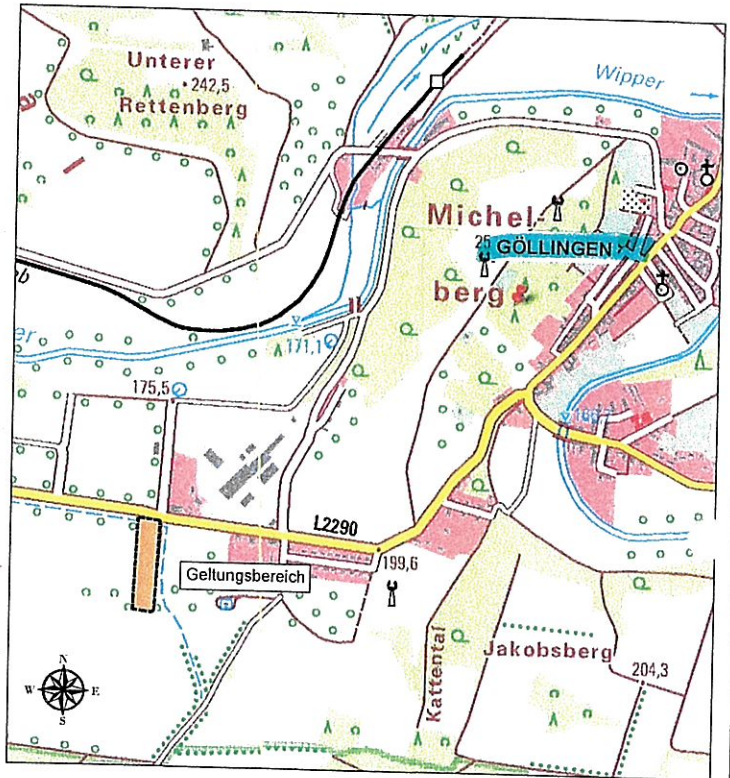 Unterer
242,5
Rettenberg
Wipper
Michel-
25
GÖLLINGEN
berg
171,1
175,5
L2290
199,6
Geltungsbereich
Kattental
Jakobsberg
204,3
N
W
E
S